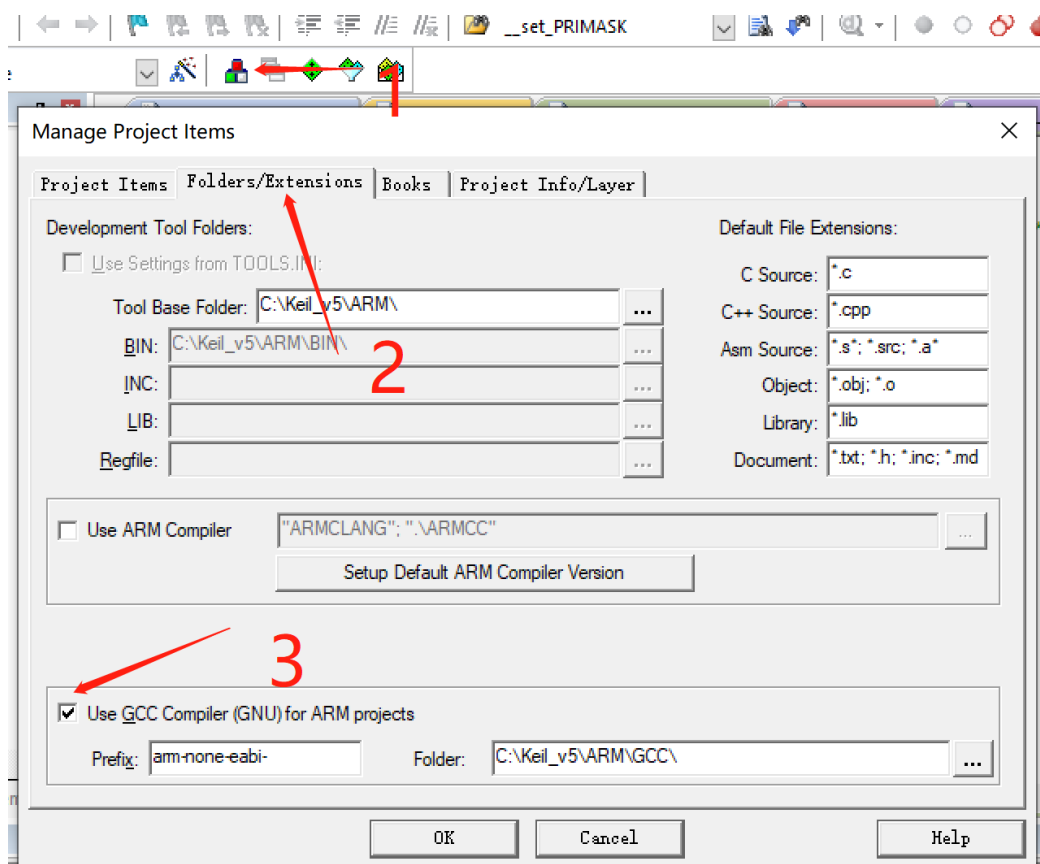 __set_PRIMASK
1
Manage Project Items
Project Items Folders/Extensions Books Project Info/Layer
Development Tool Folders:
Default File Extensions:
Use Settings from TOOLS.INI:
C Source: *.c
Tool Base Folder: C:\Keil_v5\ARM\
...
C++ Source: *.cpp
BIN: C:\Keil_v5\ARM\BIN\
...
2
Asm Source: *.s*; *.src; *.a*
INC:
...
Object: *.obj; *.o
LIB:
...
Library: *.lib
Regfile:
...
Document: *.txt; *.h; *.inc; *.md
Use ARM Compiler "ARMCLANG"; ".\ARMCC"
...
Setup Default ARM Compiler Version
3
Use GCC Compiler (GNU) for ARM projects
Prefix: arm-none-eabi-
Folder: C:\Keil_v5\ARM\GCC\
...
OK Cancel Help